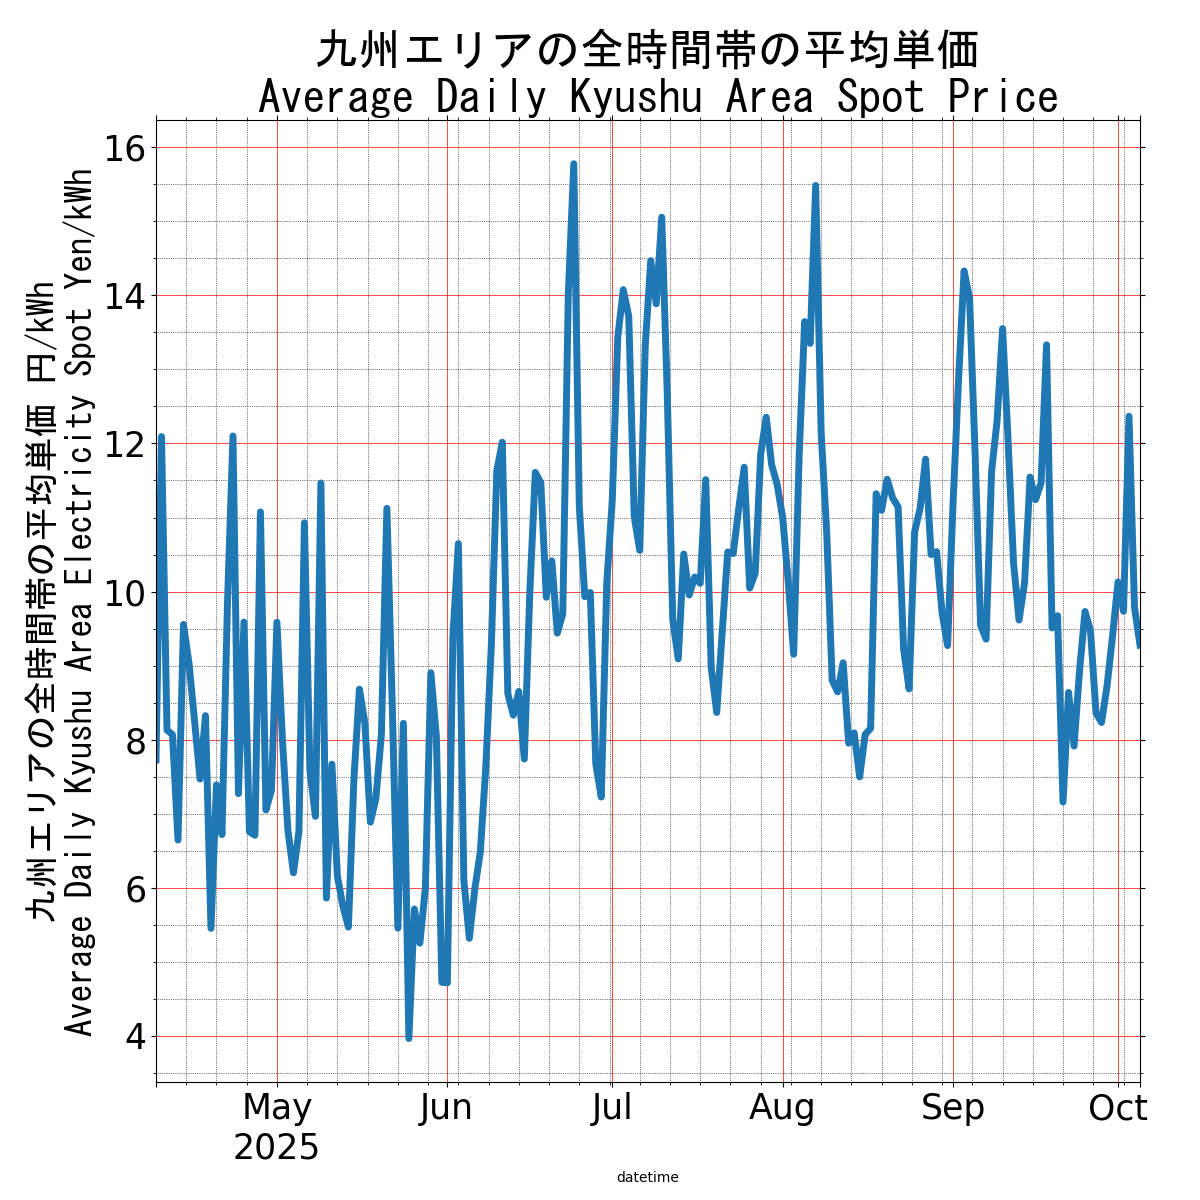 九州エリアの全時間帯の平均単価
Average Daily Kyushu Area Spot Price
九州エリアの全時間帯の平均単価 円/kWh
Average Daily Kyushu Area Electricity Spot Yen/kWh
16
14
12
10
8
6
4
May
2025
Jun
Jul
Aug
Sep
Oct
datetime